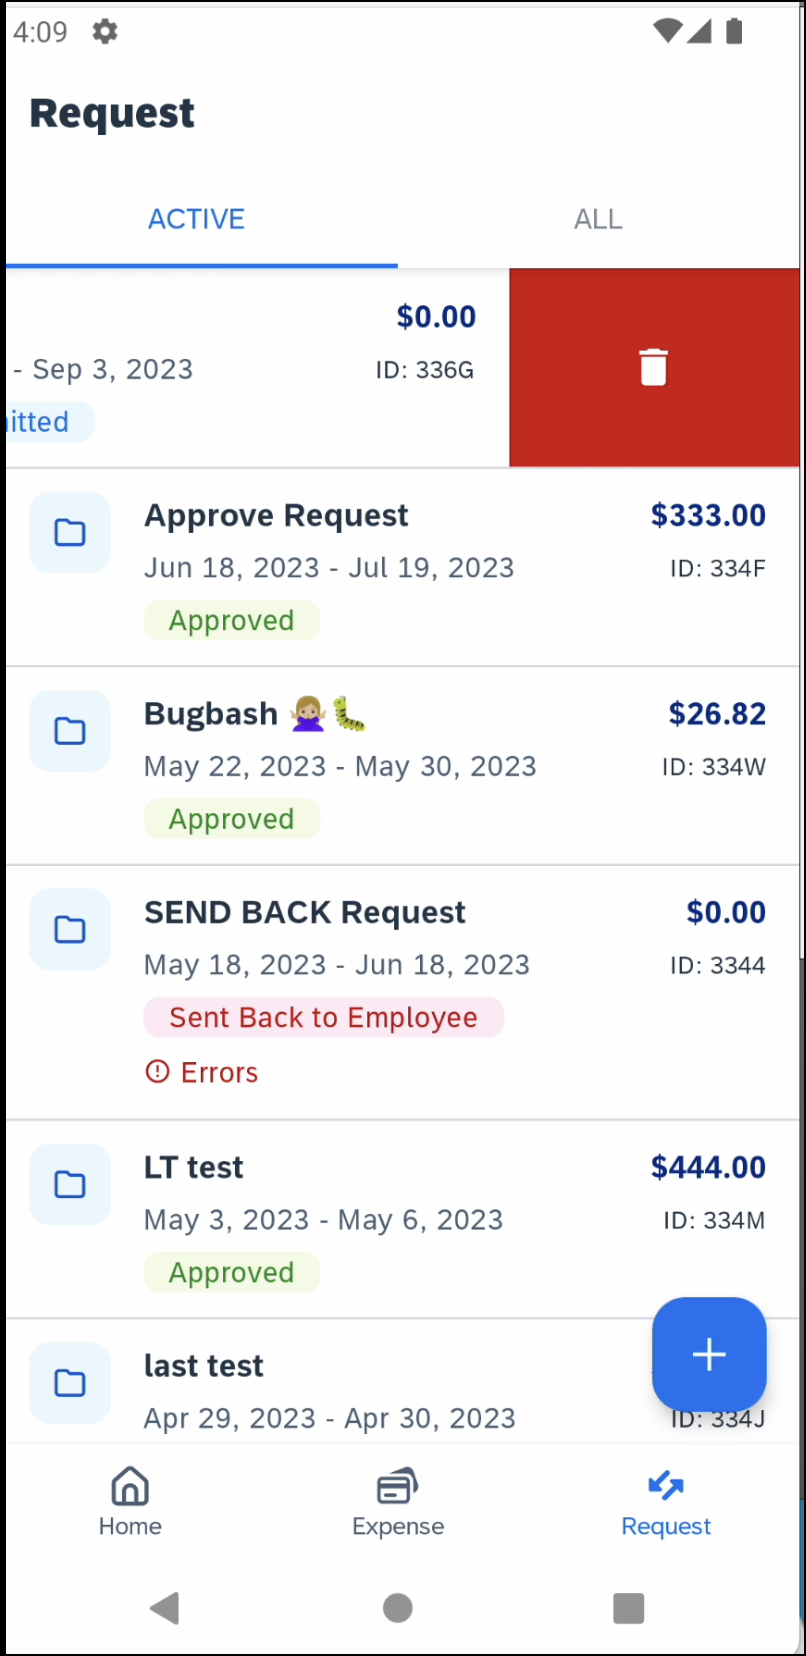 4:09
Request
ACTIVE ALL
$0.00
- Sep 3, 2023 ID: 336G
itted
Approve Request $333.00
Jun 18, 2023 - Jul 19, 2023 ID: 334F
Approved
Bugbash 🙅🏼‍♀️🐛 $26.82
May 22, 2023 - May 30, 2023 ID: 334W
Approved
SEND BACK Request $0.00
May 18, 2023 - Jun 18, 2023 ID: 3344
Sent Back to Employee
Errors
LT test $444.00
May 3, 2023 - May 6, 2023 ID: 334M
Approved
last test
Apr 29, 2023 - Apr 30, 2023 ID: 334J
Home Expense Request